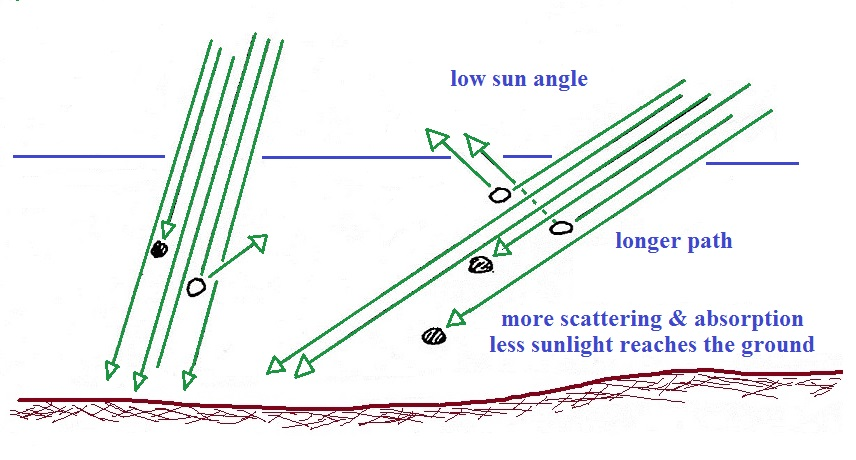 low sun angle
longer path
more scattering & absorption
less sunlight reaches the ground